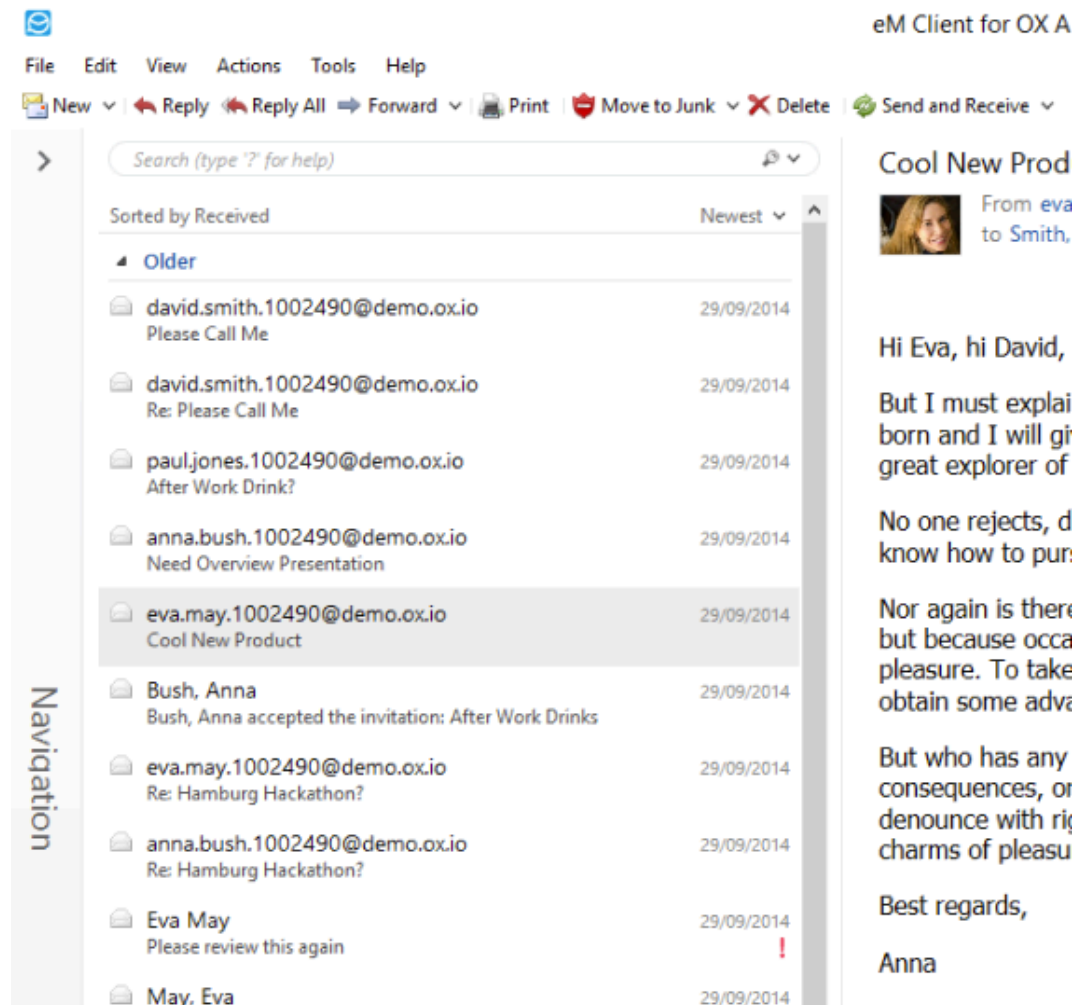 eM Client for OX A
File Edit View Actions Tools Help
New Reply Reply All Forward Print Move to Junk Delete Send and Receive
Search (type '?' for help)
Sorted by Received Newest
Older
david.smith.1002490@demo.ox.io 29/09/2014
Please Call Me
david.smith.1002490@demo.ox.io 29/09/2014
Re: Please Call Me
paul.jones.1002490@demo.ox.io 29/09/2014
After Work Drink?
anna.bush.1002490@demo.ox.io 29/09/2014
Need Overview Presentation
eva.may.1002490@demo.ox.io 29/09/2014
Cool New Product
Bush, Anna 29/09/2014
Bush, Anna accepted the invitation: After Work Drinks
eva.may.1002490@demo.ox.io 29/09/2014
Re: Hamburg Hackathon?
anna.bush.1002490@demo.ox.io 29/09/2014
Re: Hamburg Hackathon?
Eva May 29/09/2014
Please review this again !
May, Eva 29/09/2014
Navigation
Cool New Prod
From eva
to Smith,
Hi Eva, hi David,
But I must explai
born and I will gi
great explorer of
No one rejects, d
know how to purs
Nor again is there
but because occa
pleasure. To take
obtain some adva
But who has any
consequences, or
denounce with rig
charms of pleasu
Best regards,
Anna